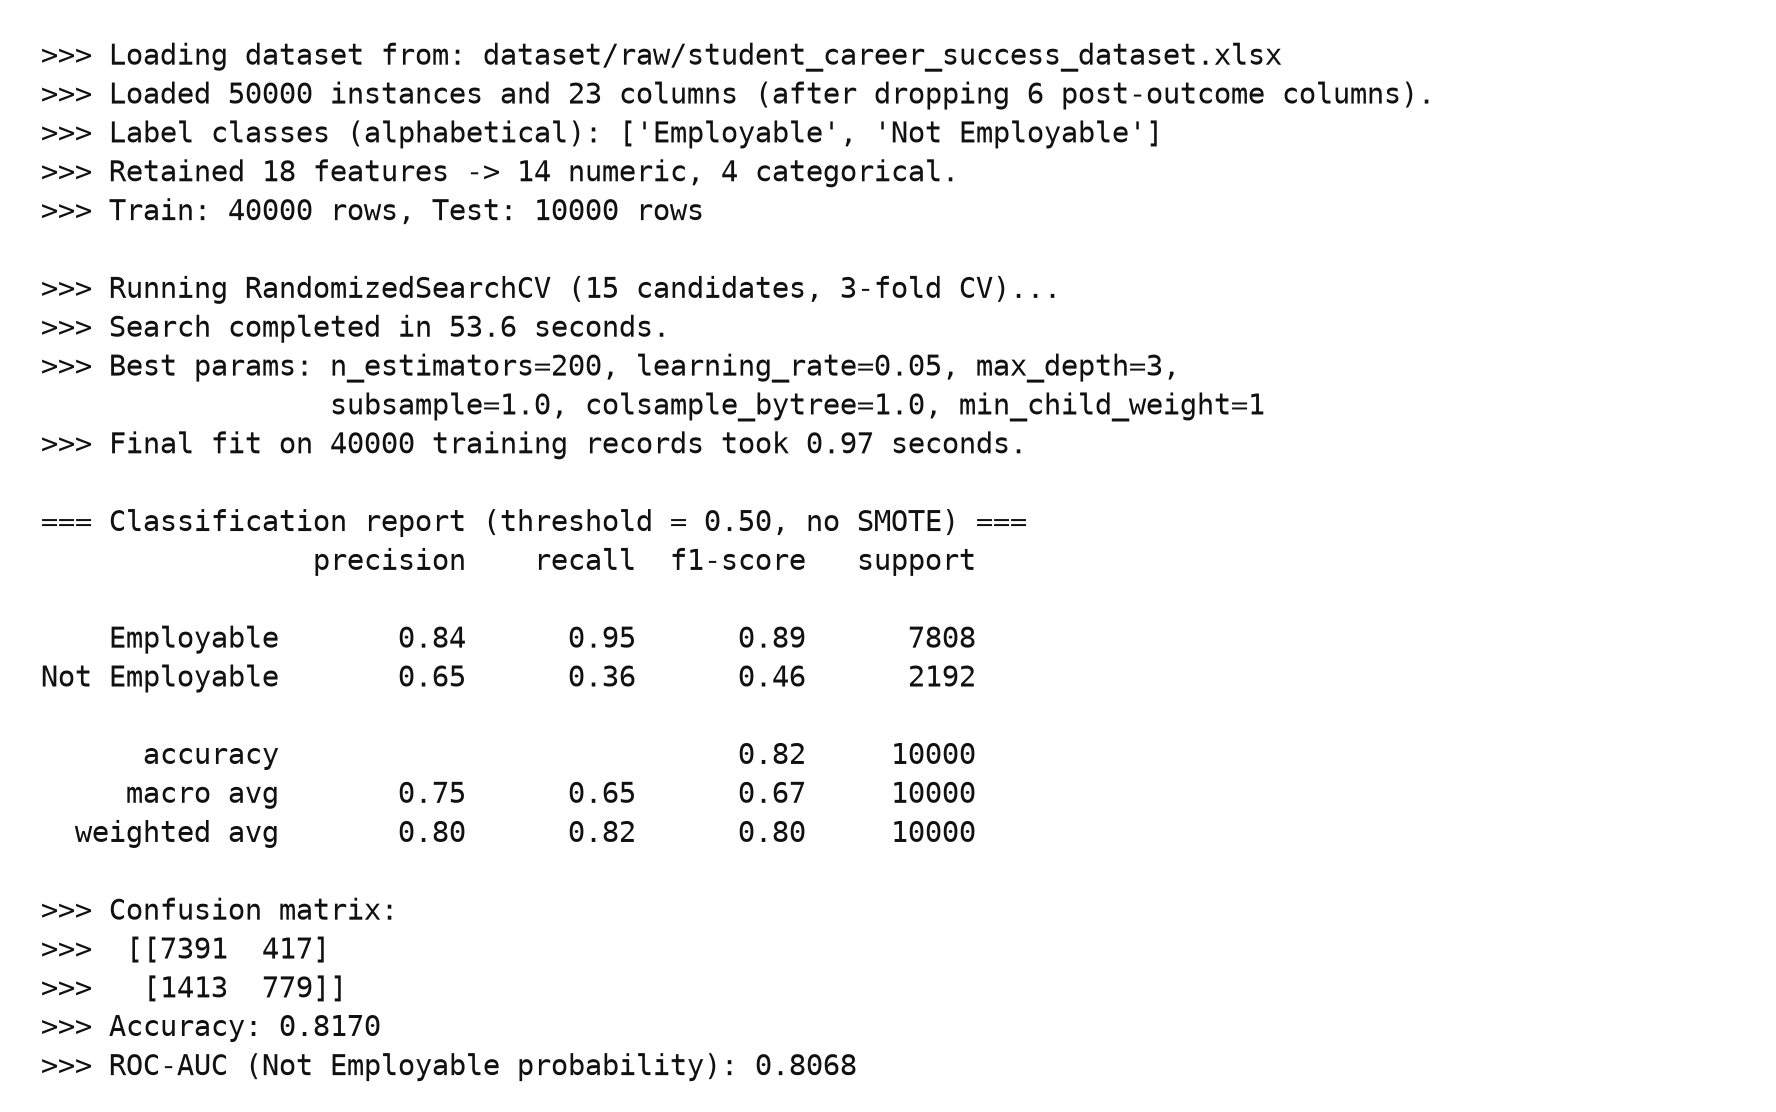 >>> Loading dataset from: dataset/raw/student_career_success_dataset.xlsx
>>> Loaded 50000 instances and 23 columns (after dropping 6 post-outcome columns).
>>> Label classes (alphabetical): ['Employable', 'Not Employable']
>>> Retained 18 features -> 14 numeric, 4 categorical.
>>> Train: 40000 rows, Test: 10000 rows

>>> Running RandomizedSearchCV (15 candidates, 3-fold CV)...
>>> Search completed in 53.6 seconds.
>>> Best params: n_estimators=200, learning_rate=0.05, max_depth=3,
                 subsample=1.0, colsample_bytree=1.0, min_child_weight=1
>>> Final fit on 40000 training records took 0.97 seconds.

=== Classification report (threshold = 0.50, no SMOTE) ===
                precision    recall  f1-score   support

    Employable       0.84      0.95      0.89      7808
Not Employable       0.65      0.36      0.46      2192

      accuracy                           0.82     10000
     macro avg       0.75      0.65      0.67     10000
  weighted avg       0.80      0.82      0.80     10000

>>> Confusion matrix:
>>>  [[7391  417]
>>>   [1413  779]]
>>> Accuracy: 0.8170
>>> ROC-AUC (Not Employable probability): 0.8068